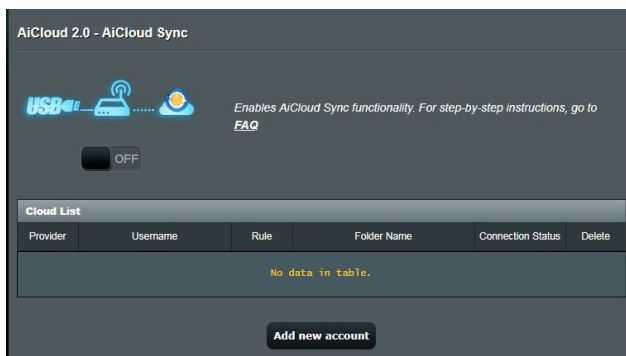 AiCloud 2.0 - AiCloud Sync
USB
Enables AiCloud Sync functionality. For step-by-step instructions, go to
FAQ
OFF
Cloud List
Provider Username Rule Folder Name Connection Status Delete
No data in table.
Add new account